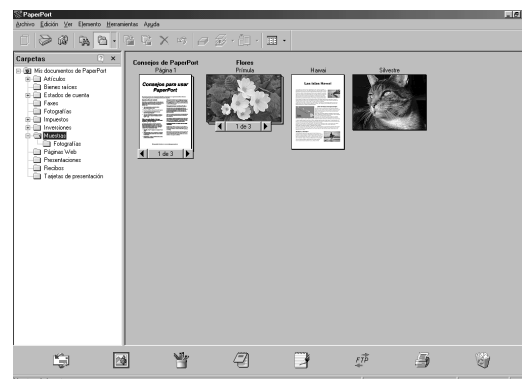 PaperPort
Archivo Edición Ver Elemento Herramientas Ayuda
Carpetas
Mis documentos de PaperPort
Artículos
Bienes raíces
Estados de cuenta
Faxes
Fotografías
Impuestos
Inversiones
Muestras
Fotografías
Páginas Web
Presentaciones
Recibos
Tarjetas de presentación
Consejos de PaperPort
Página 1
Consejos para usar
PaperPort
1 de 3
Flores
Prímula
1 de 3
Hawai
Las Islas Hawai
Silvestre
FTP